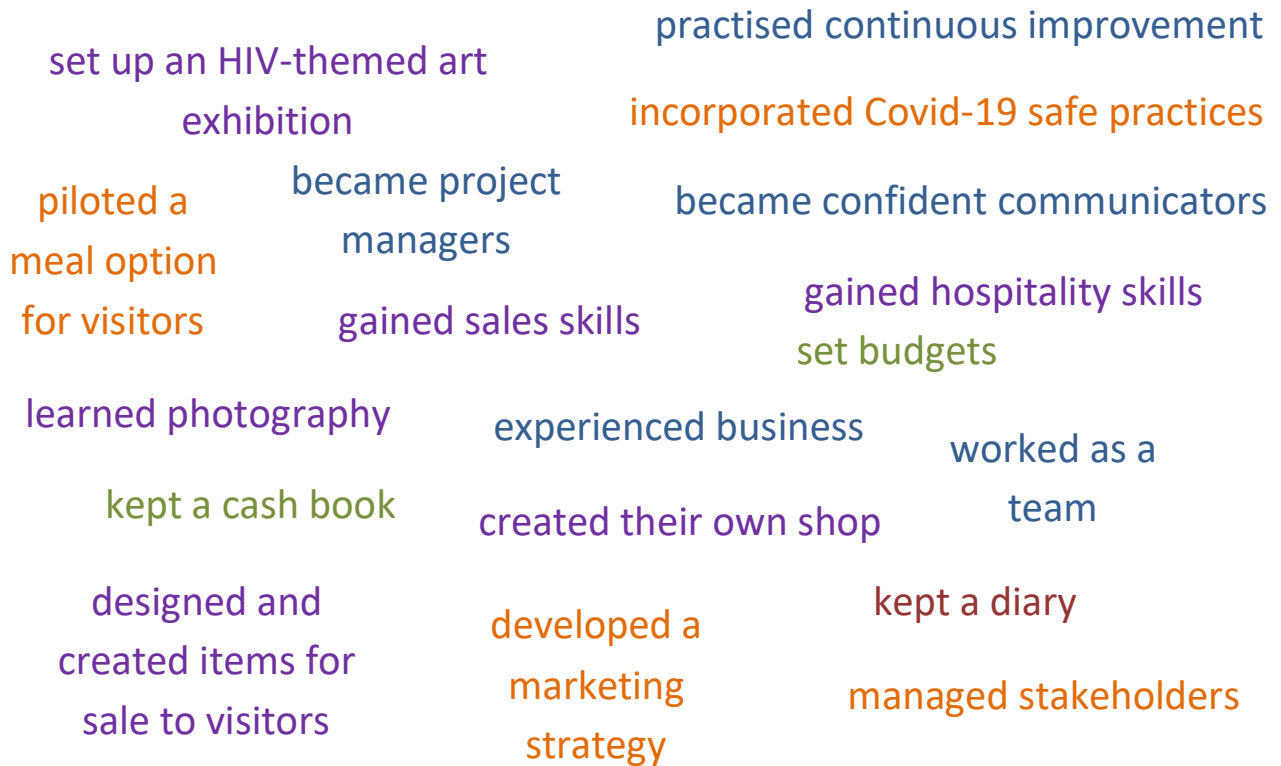 practised continuous improvement
set up an HIV-themed art
exhibition
incorporated Covid-19 safe practices
became project
managers
piloted a
meal option
for visitors
became confident communicators
gained sales skills
gained hospitality skills
set budgets
learned photography
experienced business
worked as a
team
kept a cash book
created their own shop
designed and
created items for
sale to visitors
developed a
marketing
strategy
kept a diary
managed stakeholders